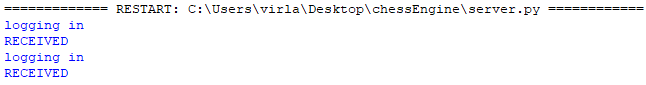 ============= RESTART: C:\Users\virla\Desktop\chessEngine\server.py ============
logging in
RECEIVED
logging in
RECEIVED